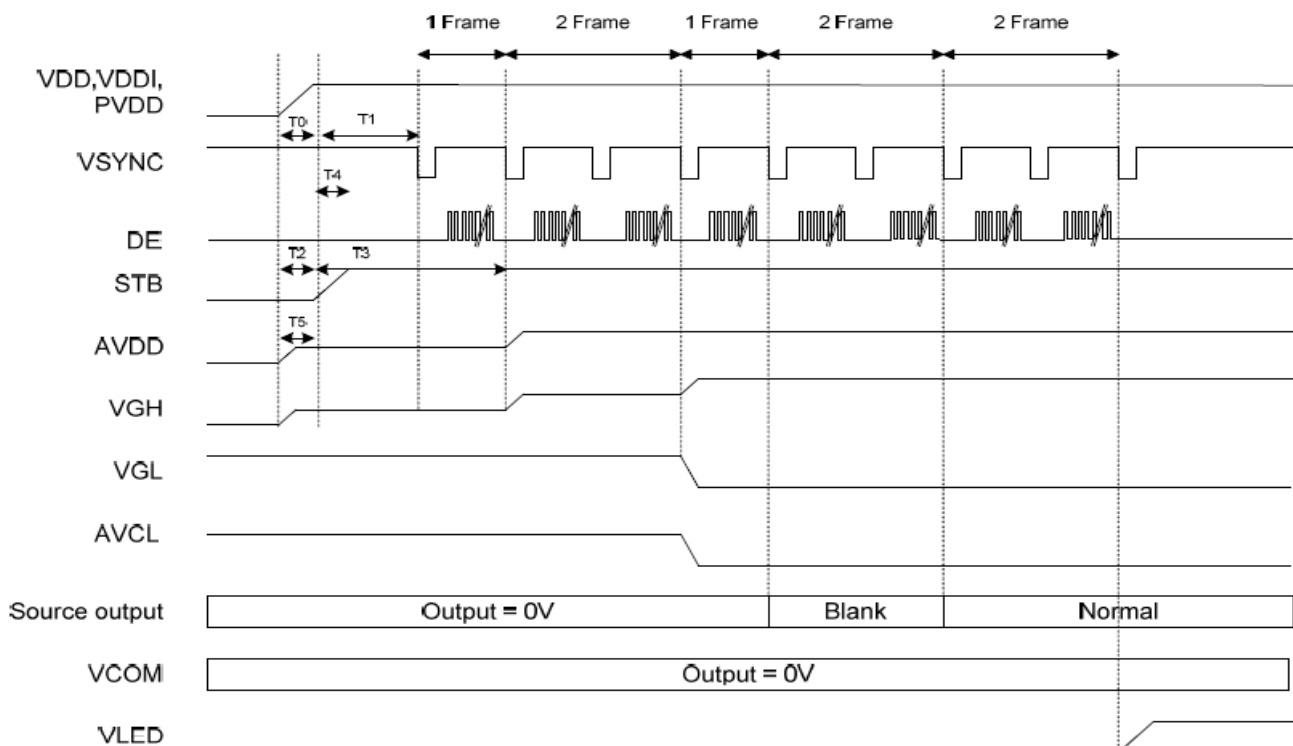 1 Frame 2 Frame 1 Frame 2 Frame 2 Frame
VDD,VDDI,
PVDD
T0 T1
VSYNC
T4
DE
T2 T3
STB
T5
AVDD
VGH
VGL
AVCL
Source output Output = 0V Blank Normal
VCOM Output = 0V
VLED